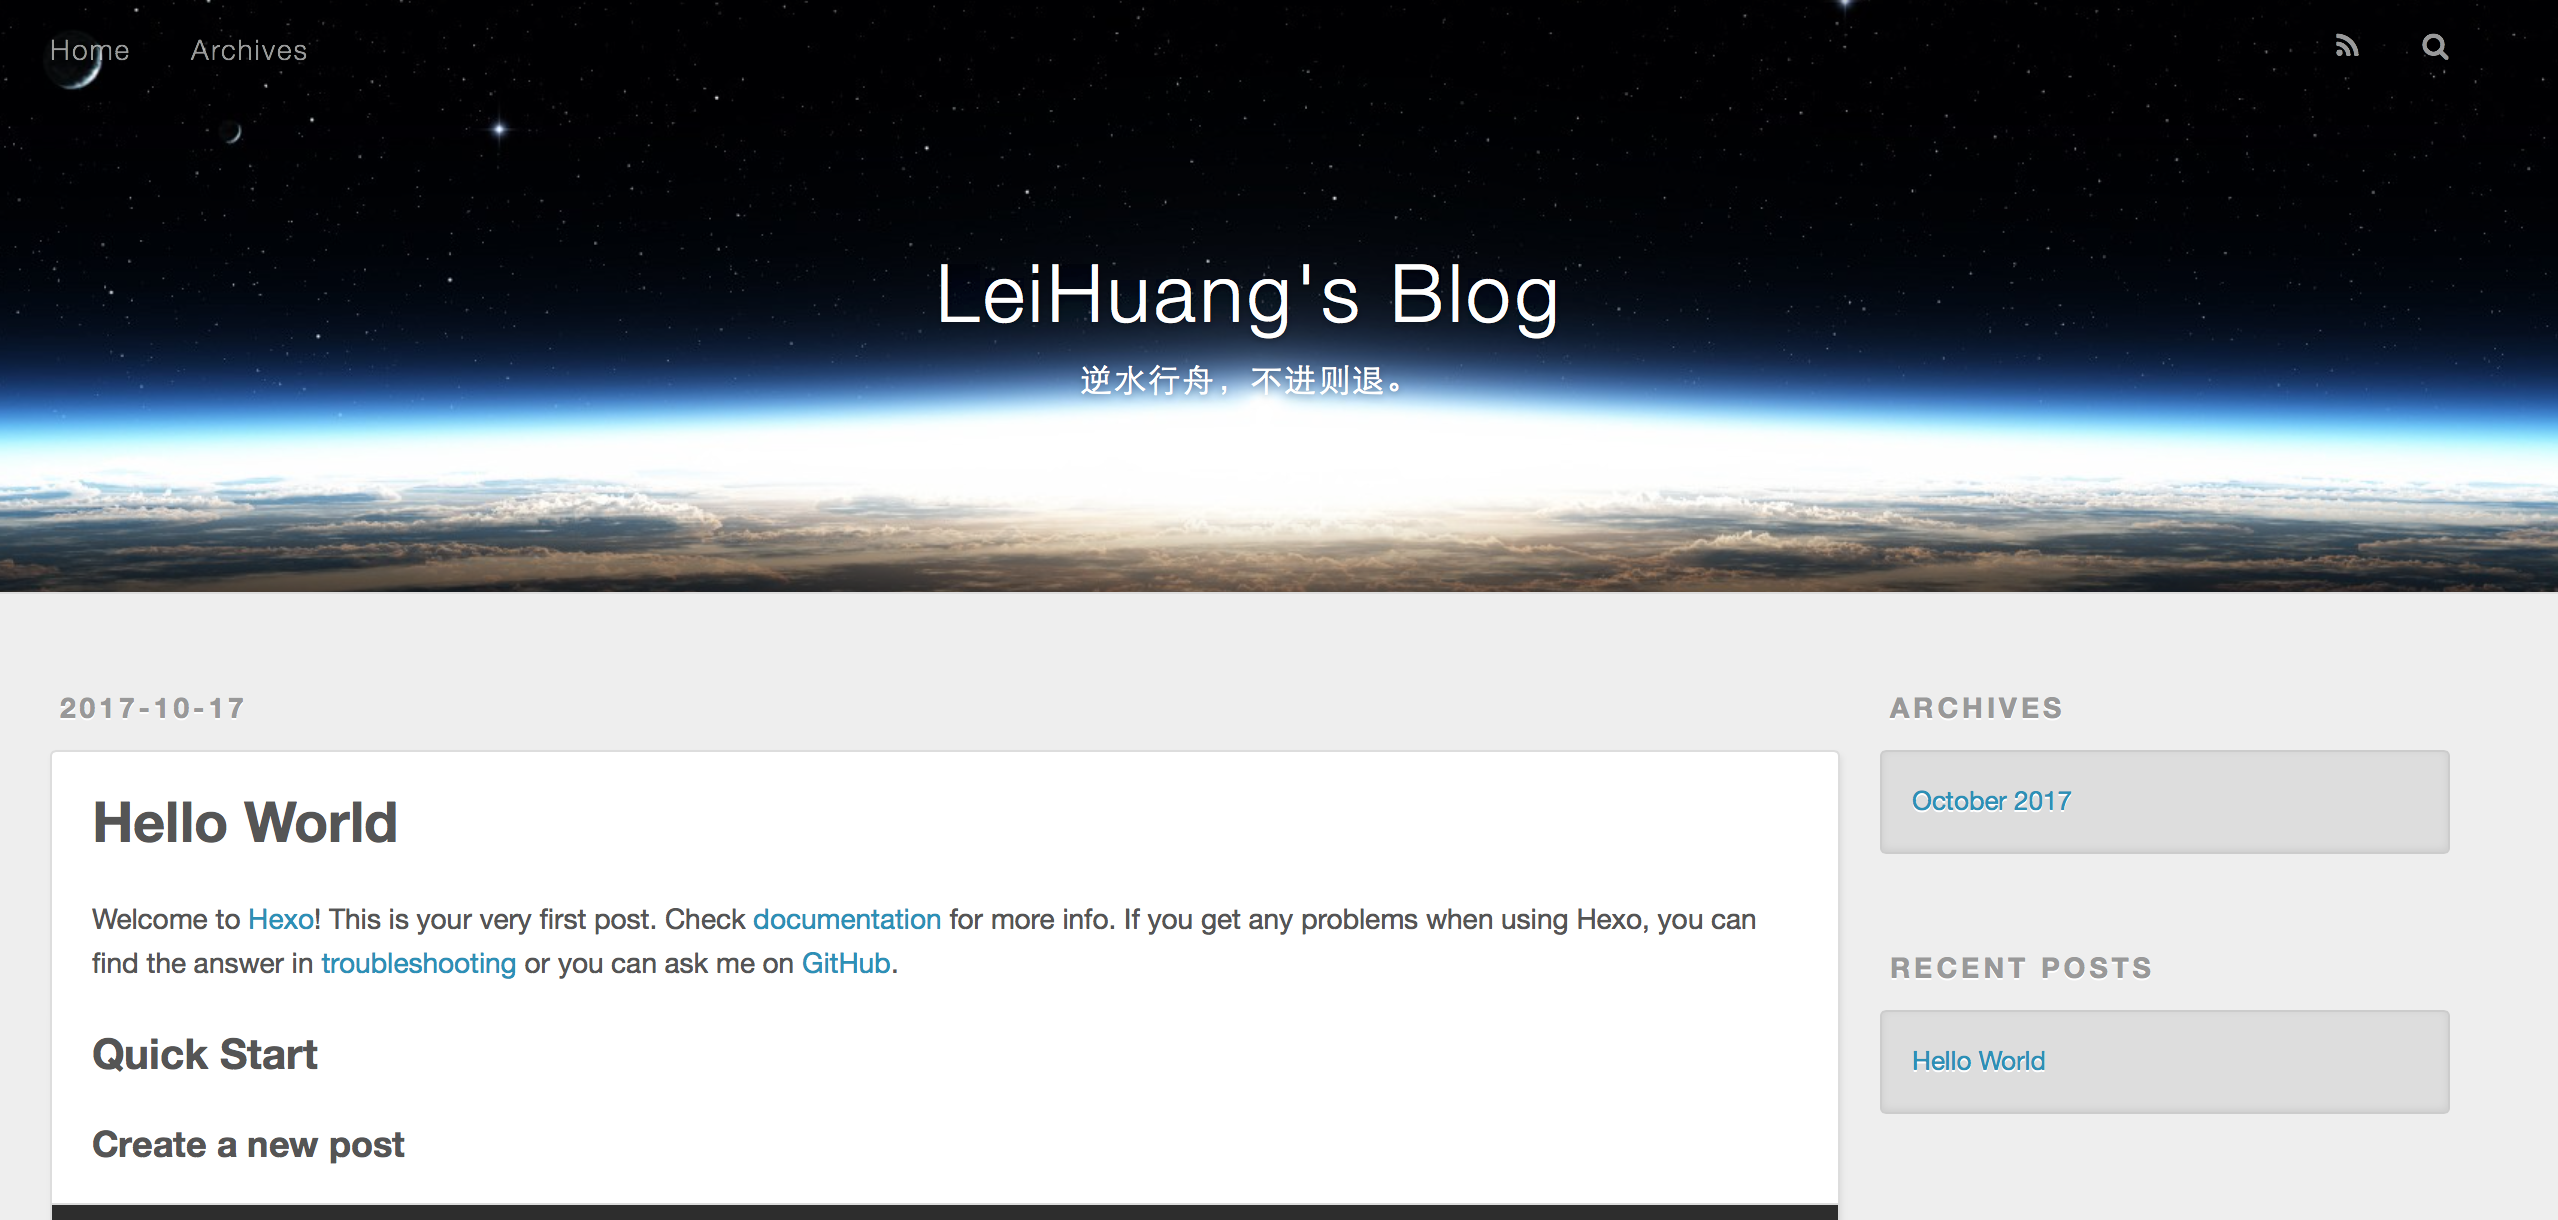 Home Archives
LeiHuang's Blog
逆水行舟，不进则退。
2017-10-17
Hello World
Welcome to Hexo! This is your very first post. Check documentation for more info. If you get any problems when using Hexo, you can
find the answer in troubleshooting or you can ask me on GitHub.
Quick Start
Create a new post
ARCHIVES
October 2017
RECENT POSTS
Hello World